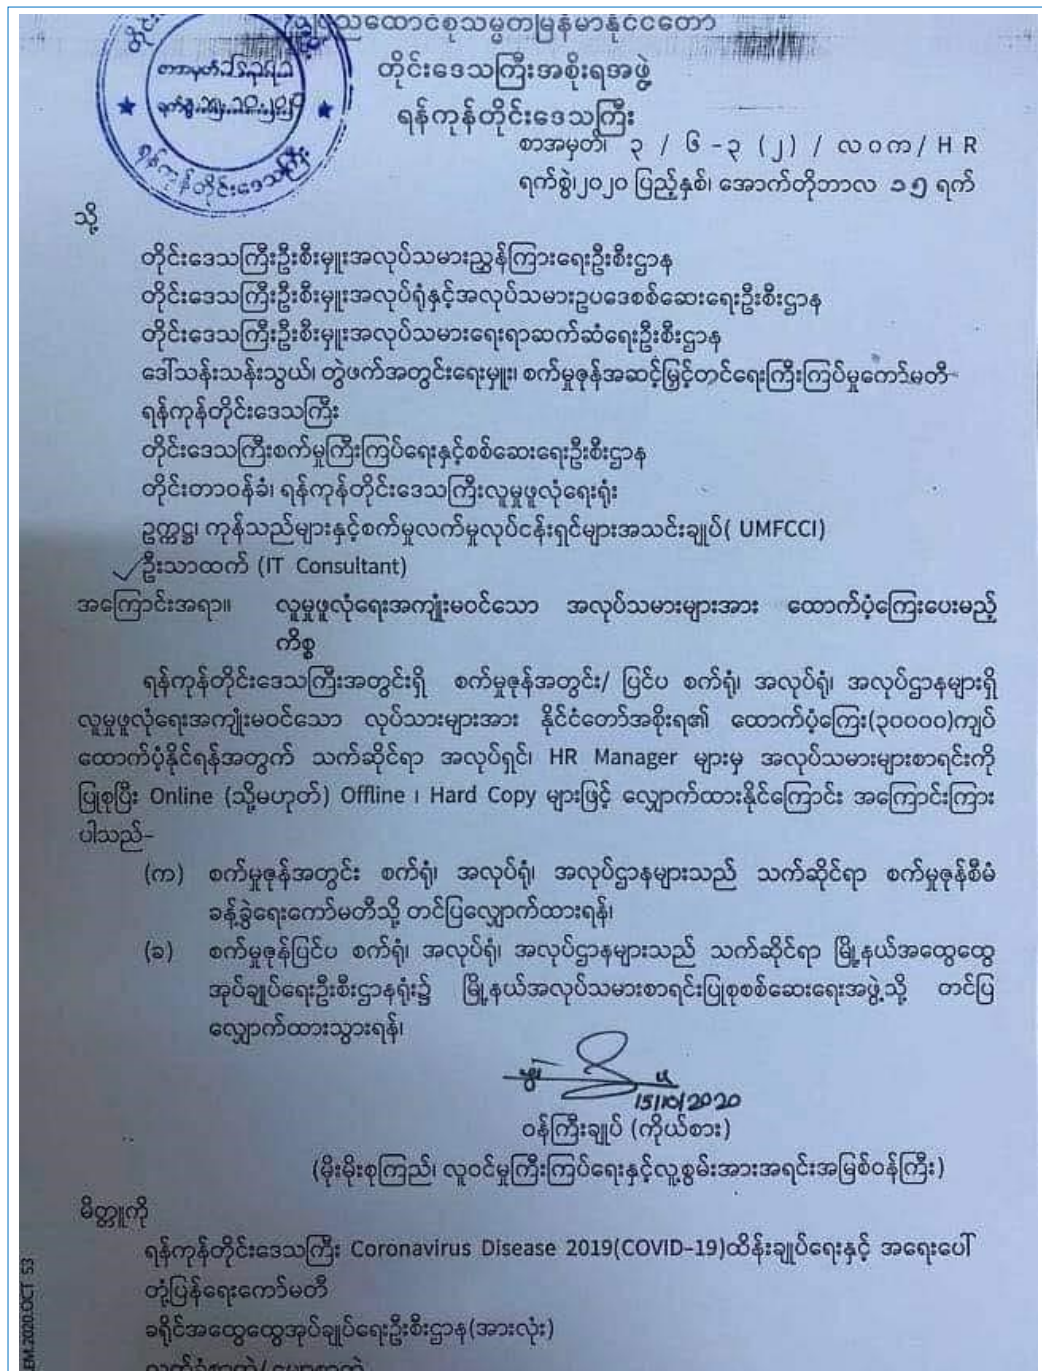 ပြည်ထောင်စုသမ္မတမြန်မာနိုင်ငံတော်
တိုင်းဒေသကြီးအစိုးရအဖွဲ့
ရန်ကုန်တိုင်းဒေသကြီး
ရန်ကုန်တိုင်းဒေသကြီး
စာအမှတ်၊ ၃ / ၆ -၃ (၂) / လ ဝ က / H R
ရက်စွဲ၊၂၀၂၀ ပြည့်နှစ်၊ အောက်တိုဘာလ ၁၅ ရက်
သို့
တိုင်းဒေသကြီးဦးစီးမှူးအလုပ်သမားညွှန်ကြားရေးဦးစီးဌာန
တိုင်းဒေသကြီးဦးစီးမှူးအလုပ်ရုံနှင့်အလုပ်သမားဥပဒေစစ်ဆေးရေးဦးစီးဌာန
တိုင်းဒေသကြီးဦးစီးမှူးအလုပ်သမားရေးရာဆက်ဆံရေးဦးစီးဌာန
ဒေါ်သန်းသန်းသွယ်၊ တွဲဖက်အတွင်းရေးမှူး၊ စက်မှုဇုန်အဆင့်မြှင့်တင်ရေးကြီးကြပ်မှုကော်မတီ-
ရန်ကုန်တိုင်းဒေသကြီး
တိုင်းဒေသကြီးစက်မှုကြီးကြပ်ရေးနှင့်စစ်ဆေးရေးဦးစီးဌာန
တိုင်းတာဝန်ခံ၊ ရန်ကုန်တိုင်းဒေသကြီးလူမှုဖူလုံရေးရုံး
ဥက္ကဋ္ဌ၊ ကုန်သည်များနှင့်စက်မှုလက်မှုလုပ်ငန်းရှင်များအသင်းချုပ်( UMFCCI)
ဦးသာထက် (IT Consultant)
အကြောင်းအရာ။ လူမှုဖူလုံရေးအကျုံးမဝင်သော အလုပ်သမားများအား ထောက်ပံ့ကြေးပေးမည့်
ကိစ္စ
ရန်ကုန်တိုင်းဒေသကြီးအတွင်းရှိ စက်မှုဇုန်အတွင်း/ ပြင်ပ စက်ရုံ၊ အလုပ်ရုံ၊ အလုပ်ဌာနများရှိ
လူမှုဖူလုံရေးအကျုံးမဝင်သော လုပ်သားများအား နိုင်ငံတော်အစိုးရ၏ ထောက်ပံ့ကြေး(၃၀၀၀၀)ကျပ်
ထောက်ပံ့နိုင်ရန်အတွက် သက်ဆိုင်ရာ အလုပ်ရှင်၊ HR Manager များမှ အလုပ်သမားများစာရင်းကို
ပြုစုပြီး Online (သို့မဟုတ်) Offline ၊ Hard Copy များဖြင့် လျှောက်ထားနိုင်ကြောင်း အကြောင်းကြား
ပါသည်-
(က) စက်မှုဇုန်အတွင်း စက်ရုံ၊ အလုပ်ရုံ၊ အလုပ်ဌာနများသည် သက်ဆိုင်ရာ စက်မှုဇုန်စီမံ
ခန့်ခွဲရေးကော်မတီသို့ တင်ပြလျှောက်ထားရန်၊
(ခ) စက်မှုဇုန်ပြင်ပ စက်ရုံ၊ အလုပ်ရုံ၊ အလုပ်ဌာနများသည် သက်ဆိုင်ရာ မြို့နယ်အထွေထွေ
အုပ်ချုပ်ရေးဦးစီးဌာနရုံး၌ မြို့နယ်အလုပ်သမားစာရင်းပြုစုစစ်ဆေးရေးအဖွဲ့သို့ တင်ပြ
လျှောက်ထားသွားရန်၊
15/10/2020
ဝန်ကြီးချုပ် (ကိုယ်စား)
(မိုးမိုးစုကြည်၊ လူဝင်မှုကြီးကြပ်ရေးနှင့်လူ့စွမ်းအားအရင်းအမြစ်ဝန်ကြီး)
မိတ္တူကို
ရန်ကုန်တိုင်းဒေသကြီး Coronavirus Disease 2019(COVID-19)ထိန်းချုပ်ရေးနှင့် အရေးပေါ်
တုံ့ပြန်ရေးကော်မတီ
ခရိုင်အထွေထွေအုပ်ချုပ်ရေးဦးစီးဌာန(အားလုံး)
လက်ခံစာတွဲ/ မျှောစာတွဲ
2020.OCT 53